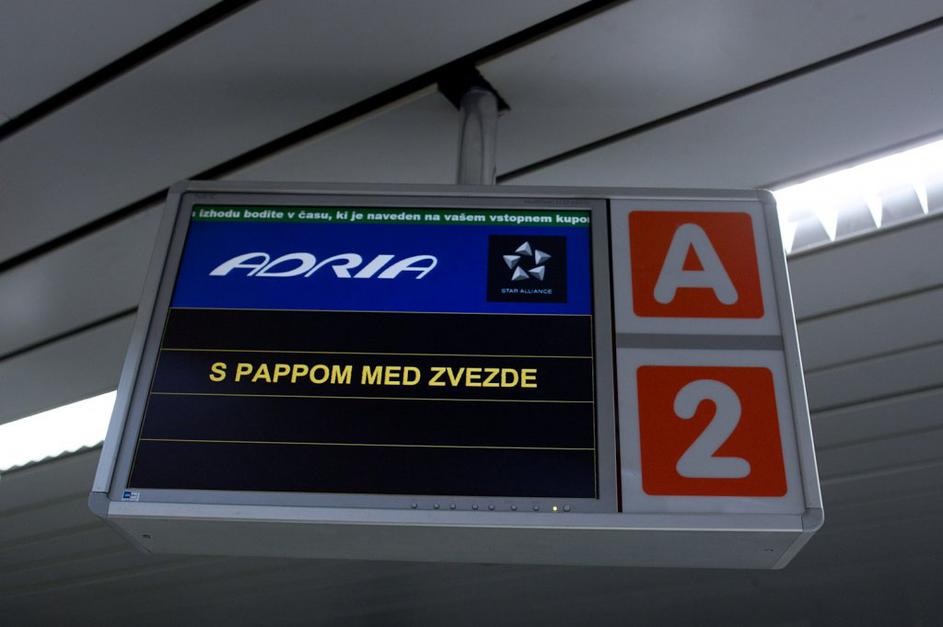 izhodu bodite v času, ki je naveden na vašem vstopnem kupo
ADRIA
STAR ALLIANCE
S PAPPOM MED ZVEZDE
A
2